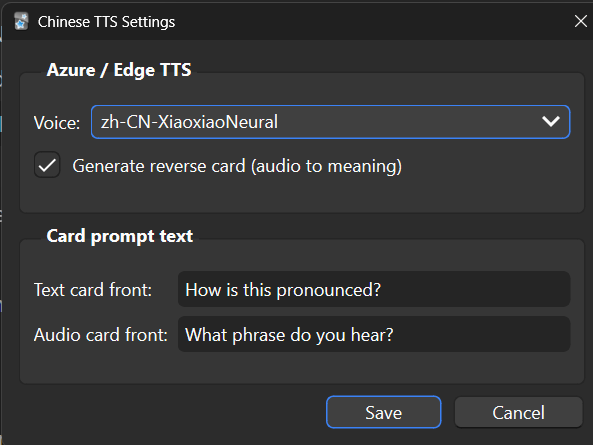 Chinese TTS Settings
Azure / Edge TTS
Voice: zh-CN-XiaoxiaoNeural
Generate reverse card (audio to meaning)
Card prompt text
Text card front: How is this pronounced?
Audio card front: What phrase do you hear?
Save Cancel